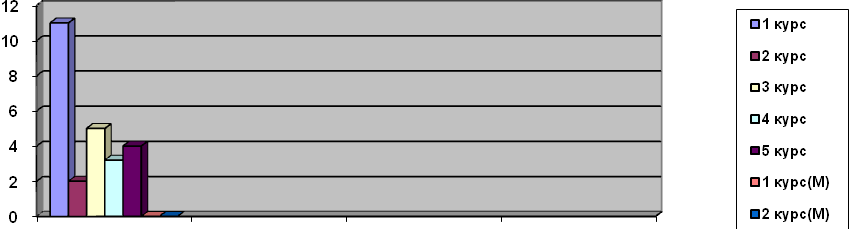 12
10
8
6
4
2
0
1 курс
2 курс
3 курс
4 курс
5 курс
1 курс(М)
2 курс(М)